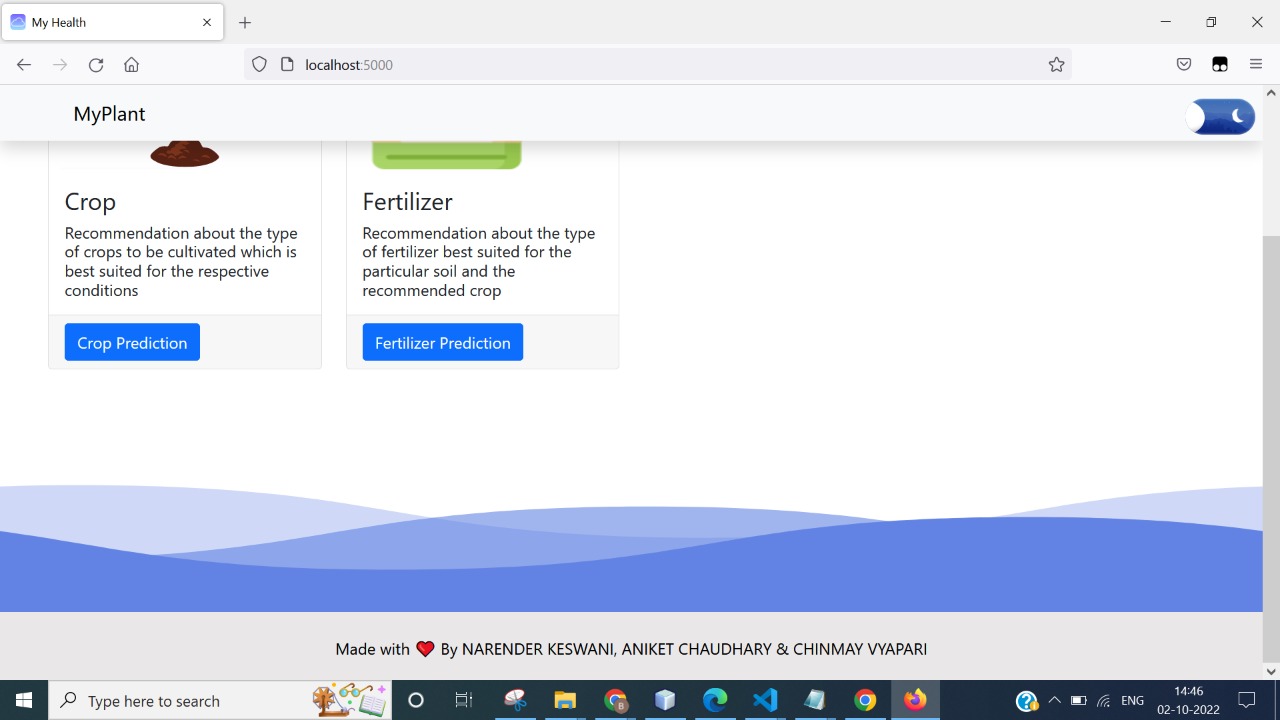 My Health
localhost:5000
MyPlant
Crop
Recommendation about the type
of crops to be cultivated which is
best suited for the respective
conditions
Crop Prediction
Fertilizer
Recommendation about the type
of fertilizer best suited for the
particular soil and the
recommended crop
Fertilizer Prediction
Made with ❤ By NARENDER KESWANI, ANIKET CHAUDHARY & CHINMAY VYAPARI
Type here to search
ENG
14:46
02-10-2022